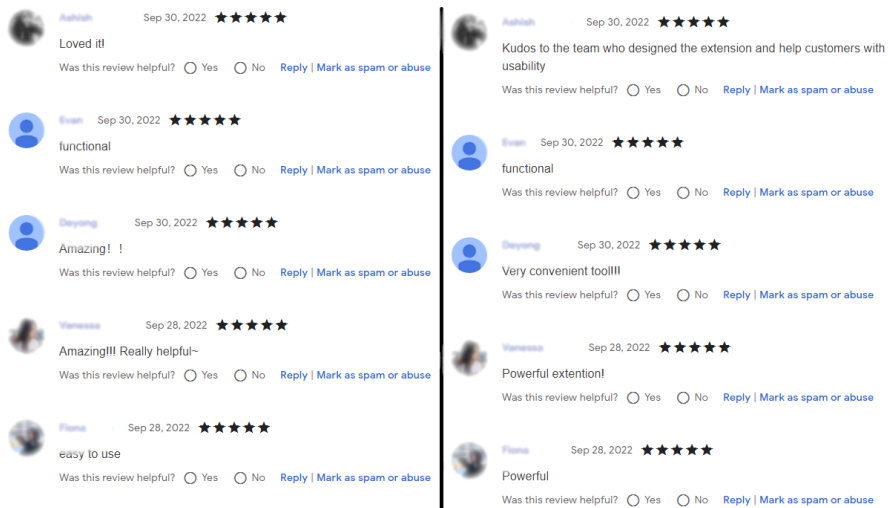 Ashish Sep 30, 2022
Loved it!
Was this review helpful? Yes No Reply | Mark as spam or abuse
Evan Sep 30, 2022
functional
Was this review helpful? Yes No Reply | Mark as spam or abuse
Deyong Sep 30, 2022
Amazing！！
Was this review helpful? Yes No Reply | Mark as spam or abuse
Vanessa Sep 28, 2022
Amazing!!! Really helpful~
Was this review helpful? Yes No Reply | Mark as spam or abuse
Fiona Sep 28, 2022
easy to use
Was this review helpful? Yes No Reply | Mark as spam or abuse
Ashish Sep 30, 2022
Kudos to the team who designed the extension and help customers with
usability
Was this review helpful? Yes No Reply | Mark as spam or abuse
Evan Sep 30, 2022
functional
Was this review helpful? Yes No Reply | Mark as spam or abuse
Deyong Sep 30, 2022
Very convenient tool!!!
Was this review helpful? Yes No Reply | Mark as spam or abuse
Vanessa Sep 28, 2022
Powerful extention!
Was this review helpful? Yes No Reply | Mark as spam or abuse
Fiona Sep 28, 2022
Powerful
Was this review helpful? Yes No Reply | Mark as spam or abuse